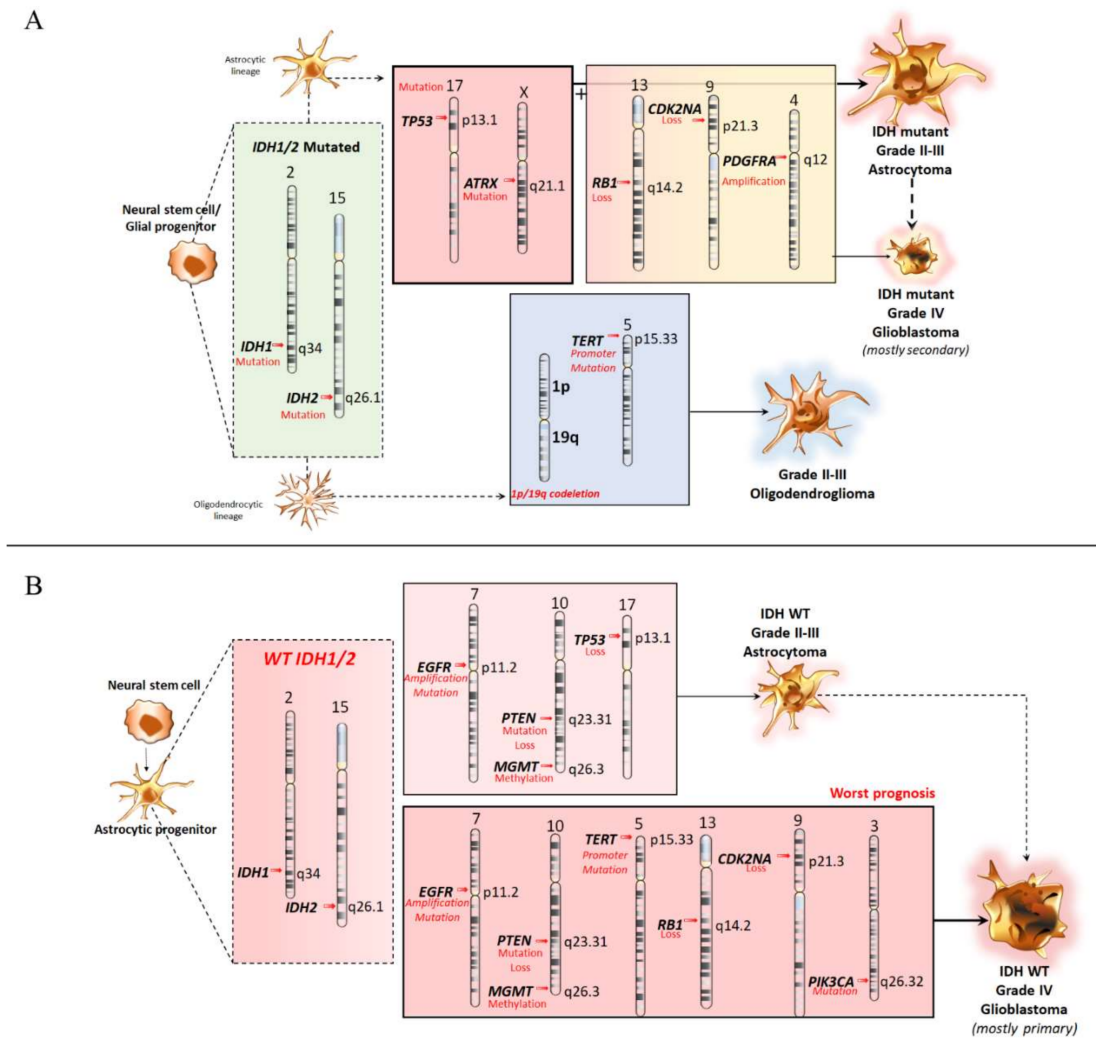 A
Astrocytic
lineage
IDH1/2 Mutated
2
15
Neural stem cell/
Glial progenitor
IDH1
Mutation
q34
IDH2
Mutation
q26.1
Oligodendrocytic
lineage
Mutation
17
X
TP53
p13.1
ATRX
Mutation
q21.1
+
13
9
4
CDK2NA
Loss
p21.3
PDGFRA
Amplification
q12
RB1
Loss
q14.2
IDH mutant
Grade II-III
Astrocytoma
IDH mutant
Grade IV
Glioblastoma
(mostly secondary)
5
TERT
Promoter
Mutation
p15.33
1p
19q
1p/19q codeletion
Grade II-III
Oligodendroglioma
B
Neural stem cell
Astrocytic progenitor
WT IDH1/2
2
15
IDH1
q34
IDH2
q26.1
7
10
17
TP53
Loss
p13.1
EGFR
Amplification
Mutation
p11.2
PTEN
Mutation
Loss
q23.31
MGMT
Methylation
q26.3
IDH WT
Grade II-III
Astrocytoma
Worst prognosis
7
10
5
13
9
3
TERT
Promoter
Mutation
p15.33
CDK2NA
Loss
p21.3
EGFR
Amplification
Mutation
p11.2
PTEN
Mutation
Loss
q23.31
RB1
Loss
q14.2
MGMT
Methylation
q26.3
PIK3CA
Mutation
q26.32
IDH WT
Grade IV
Glioblastoma
(mostly primary)